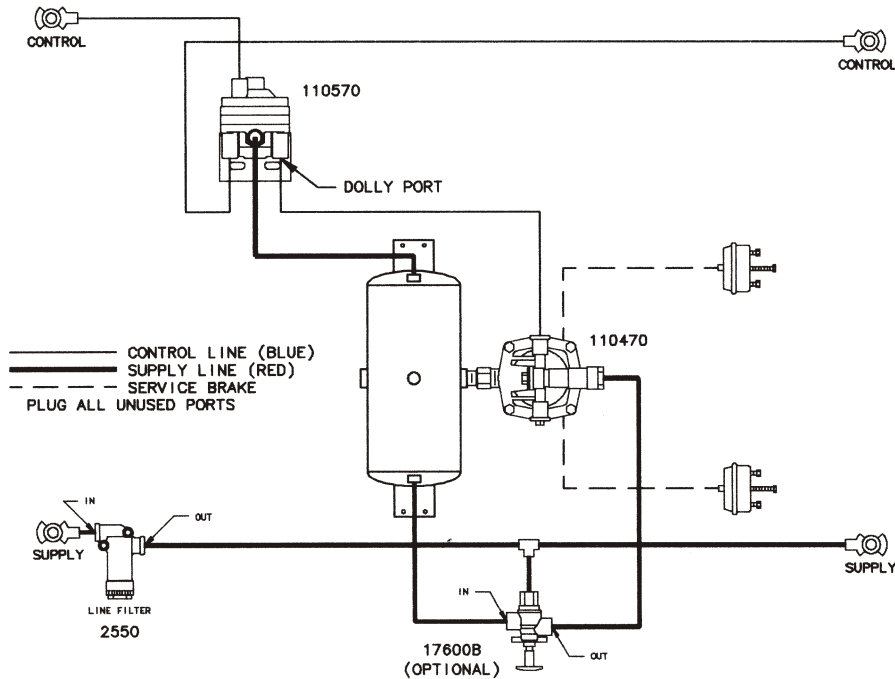 CONTROL
CONTROL
110570
DOLLY PORT
110470
CONTROL LINE (BLUE)
SUPPLY LINE (RED)
SERVICE BRAKE
PLUG ALL UNUSED PORTS
IN
OUT
SUPPLY
SUPPLY
LINE FILTER
2550
IN
17600B
(OPTIONAL)
OUT